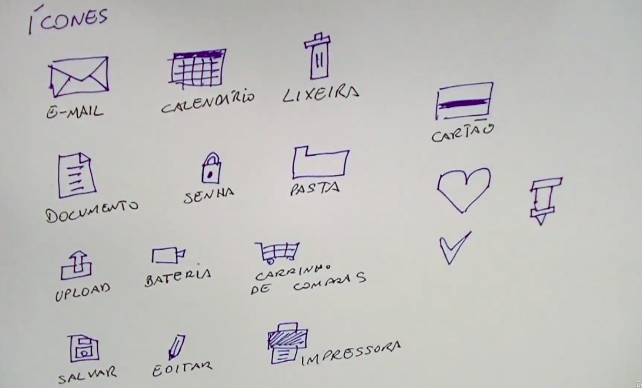 ÍCONES
E-MAIL
CALENDÁRIO
LIXEIRA
CARTÃO
DOCUMENTO
SENHA
PASTA
UPLOAD
BATERIA
CARRINHO
DE COMPRAS
SALVAR
EDITAR
IMPRESSORA